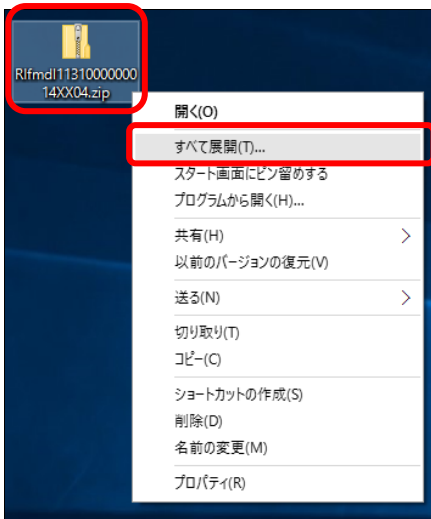 RIfmdl11310000000
14XX04.zip
開く(O)
すべて展開(T)...
スタート画面にピン留めする
プログラムから開く(H)...
共有(H)
以前のバージョンの復元(V)
送る(N)
切り取り(T)
コピー(C)
ショートカットの作成(S)
削除(D)
名前の変更(M)
プロパティ(R)